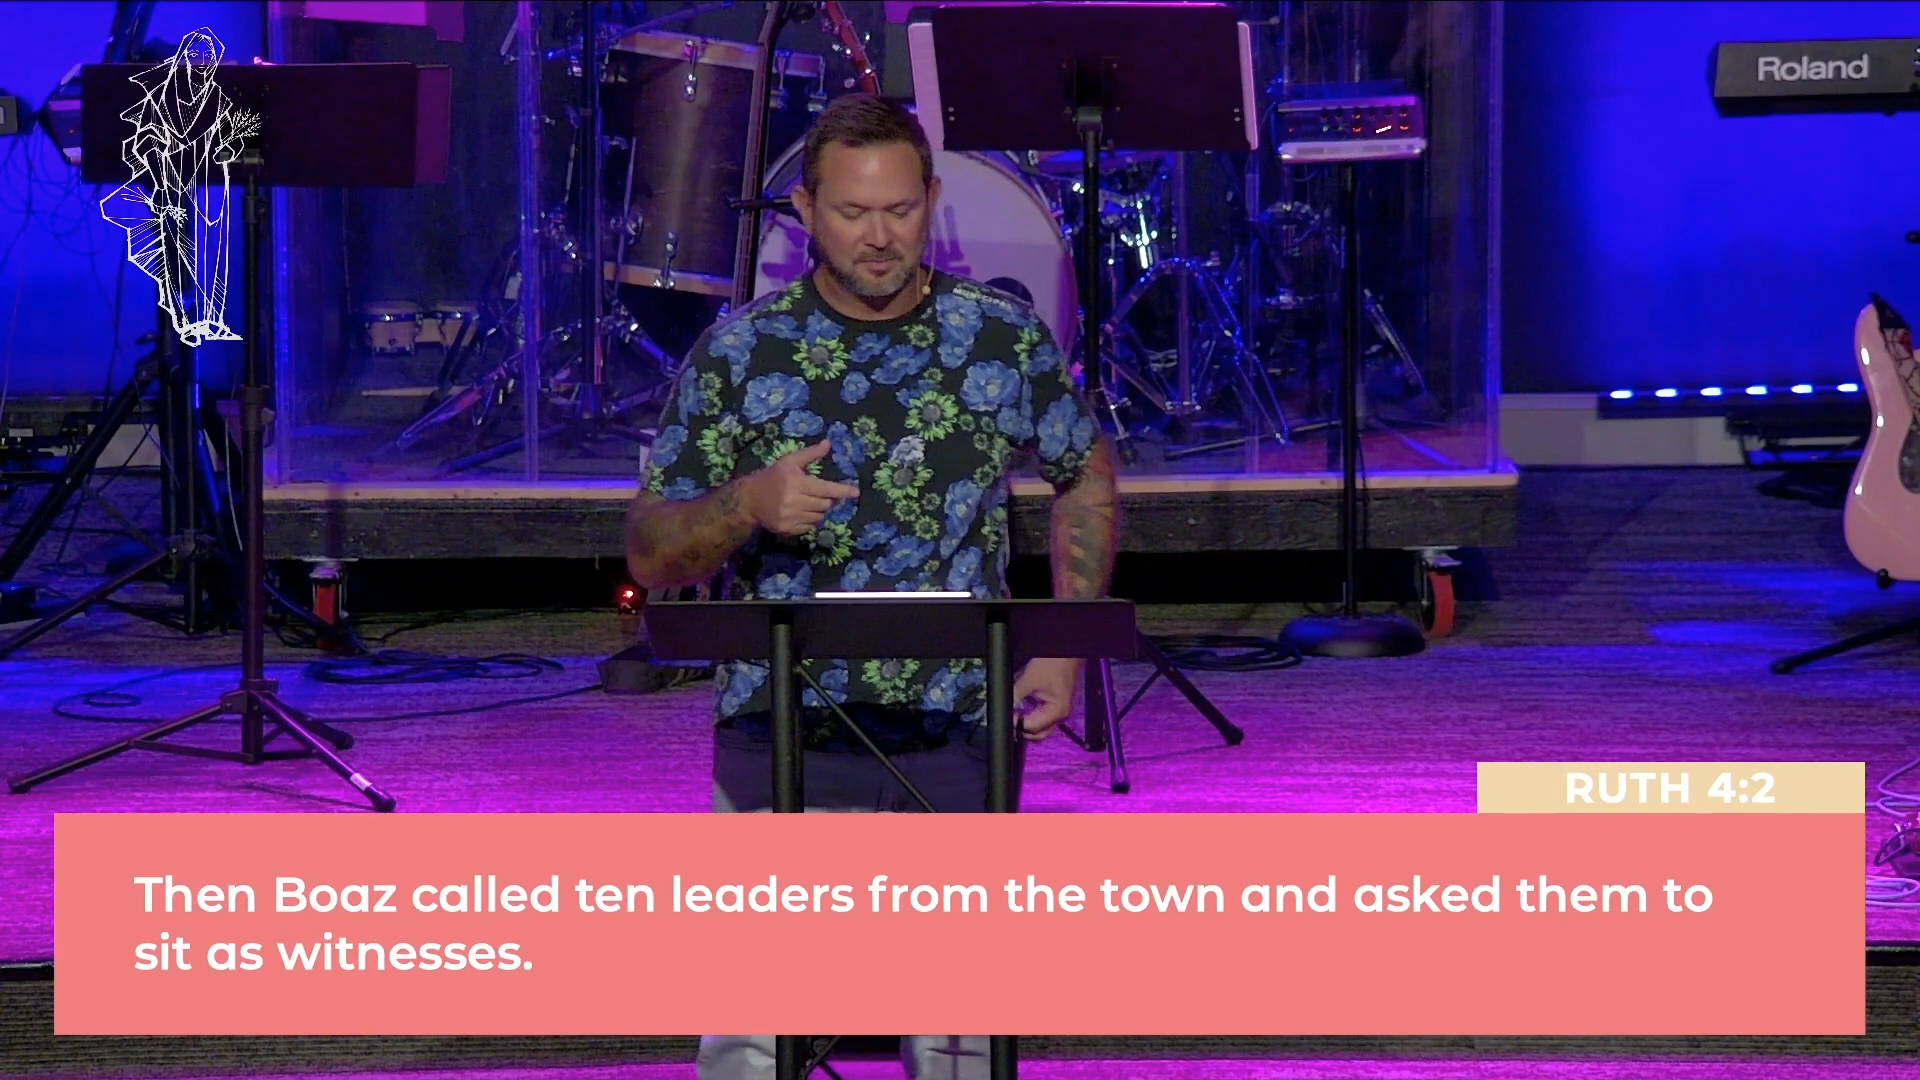 Roland
RUTH 4:2
Then Boaz called ten leaders from the town and asked them to
sit as witnesses.